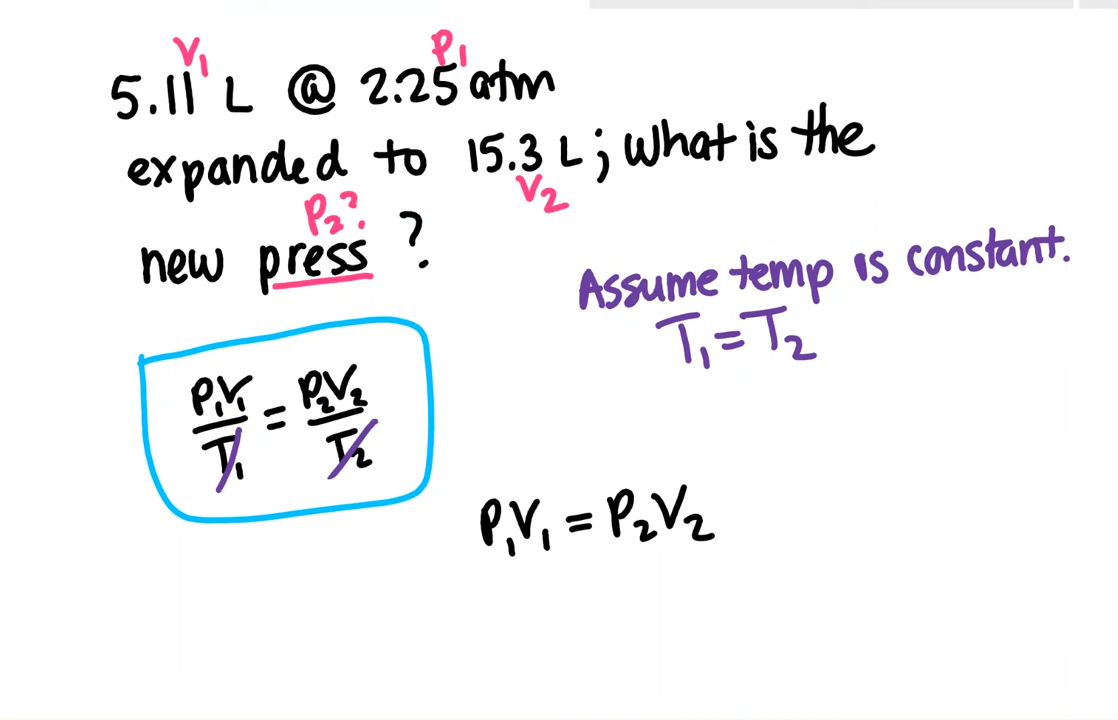 V₁ P₁
5.11 L @ 2.25 atm
expanded to 15.3 L; What is the
P₂? V₂
new press ?
Assume temp is constant.
T₁ = T₂
P₁V₁/T₁ = P₂V₂/T₂
P₁V₁ = P₂V₂